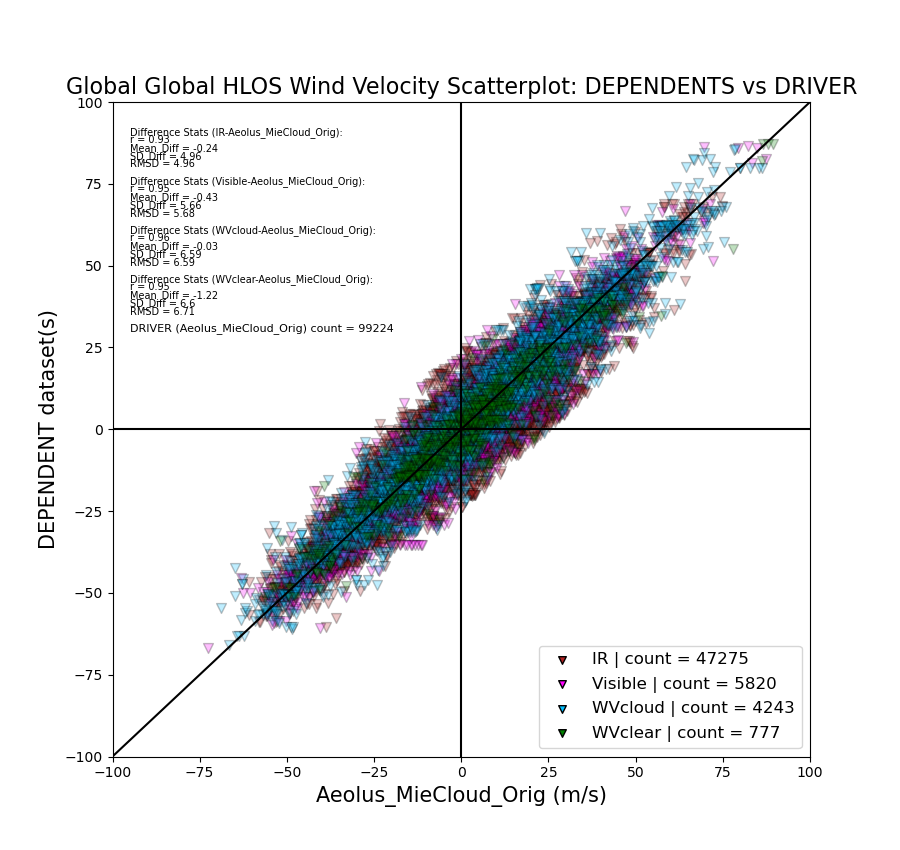 Global Global HLOS Wind Velocity Scatterplot: DEPENDENTS vs DRIVER
100
75
50
25
0
−25
−50
−75
−100
DEPENDENT dataset(s)
Difference Stats (IR-Aeolus_MieCloud_Orig):
r = 0.93
Mean_Diff = -0.24
SD_Diff = 4.96
RMSD = 4.96
Difference Stats (Visible-Aeolus_MieCloud_Orig):
r = 0.95
Mean_Diff = -0.43
SD_Diff = 5.66
RMSD = 5.68
Difference Stats (WVcloud-Aeolus_MieCloud_Orig):
r = 0.96
Mean_Diff = -0.03
SD_Diff = 6.59
RMSD = 6.59
Difference Stats (WVclear-Aeolus_MieCloud_Orig):
r = 0.95
Mean_Diff = -1.22
SD_Diff = 6.6
RMSD = 6.71
DRIVER (Aeolus_MieCloud_Orig) count = 99224
IR | count = 47275
Visible | count = 5820
WVcloud | count = 4243
WVclear | count = 777
−100 −75 −50 −25 0 25 50 75 100
Aeolus_MieCloud_Orig (m/s)